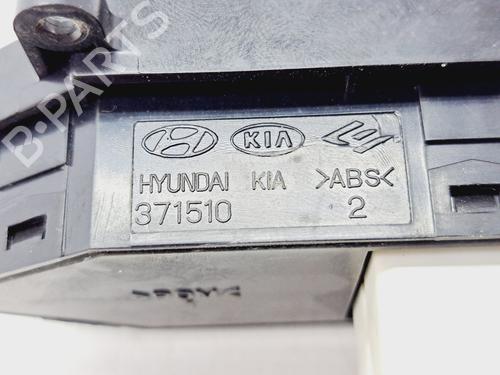 B-PARTS
KIA
HYUNDAI KIA >ABS<
371510 2